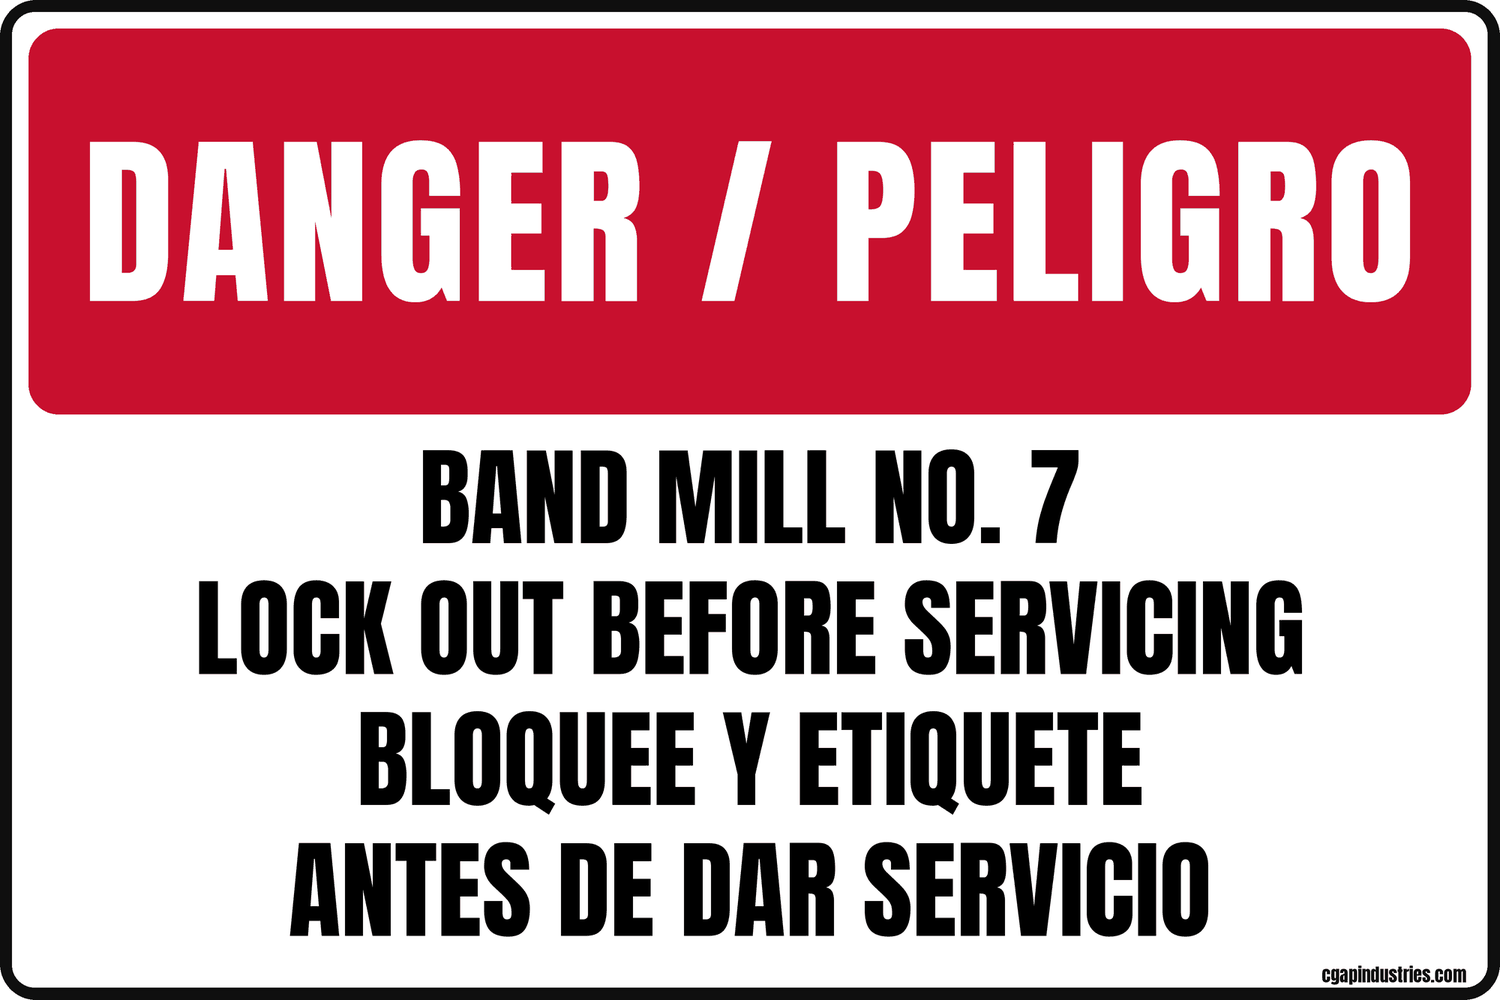 DANGER / PELIGRO
BAND MILL NO. 7
LOCK OUT BEFORE SERVICING
BLOQUEE Y ETIQUETE
ANTES DE DAR SERVICIO
cgapindustries.com